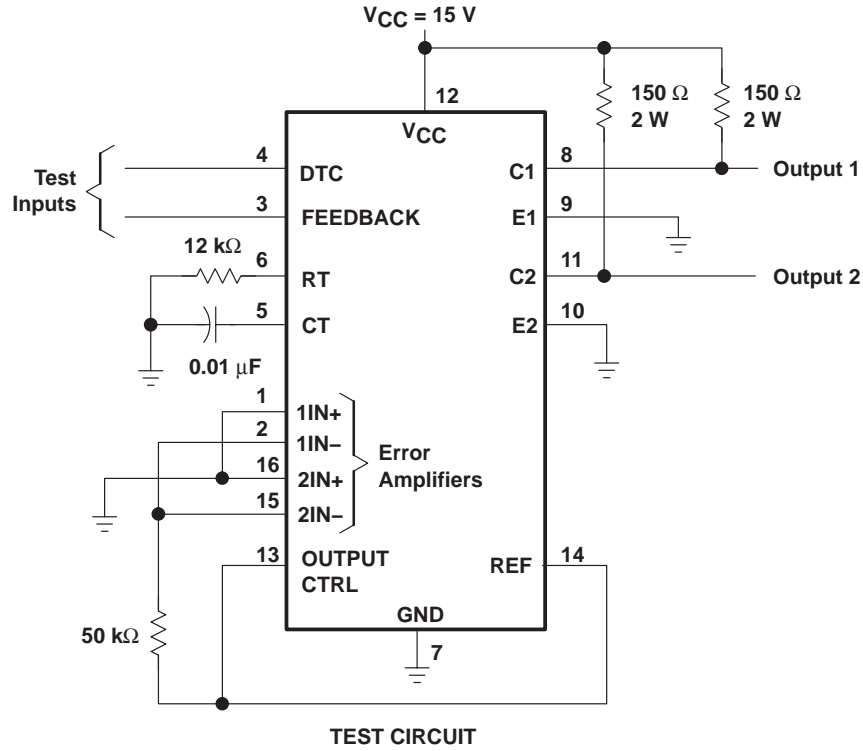 VCC = 15 V
12
VCC
150 Ω
2 W
150 Ω
2 W
Test
Inputs
4
DTC
3
FEEDBACK
12 kΩ
6
RT
5
CT
0.01 μF
1
1IN+
2
1IN−
16
2IN+
15
2IN−
Error
Amplifiers
13
OUTPUT
CTRL
50 kΩ
C1
8
Output 1
E1
9
C2
11
Output 2
E2
10
REF
14
GND
7
TEST CIRCUIT